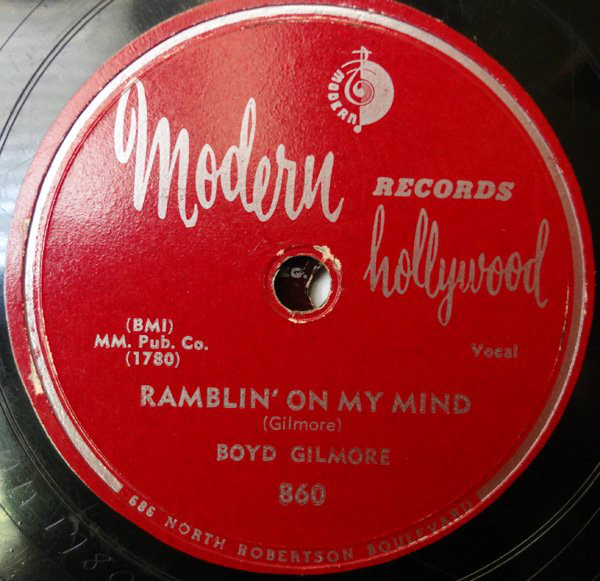 MODERN
Modern
RECORDS
hollywood
(BMI)
MM. Pub. Co.
(1780)
Vocal
RAMBLIN' ON MY MIND
(Gilmore)
BOYD GILMORE
860
686 NORTH ROBERTSON BOULEVARD